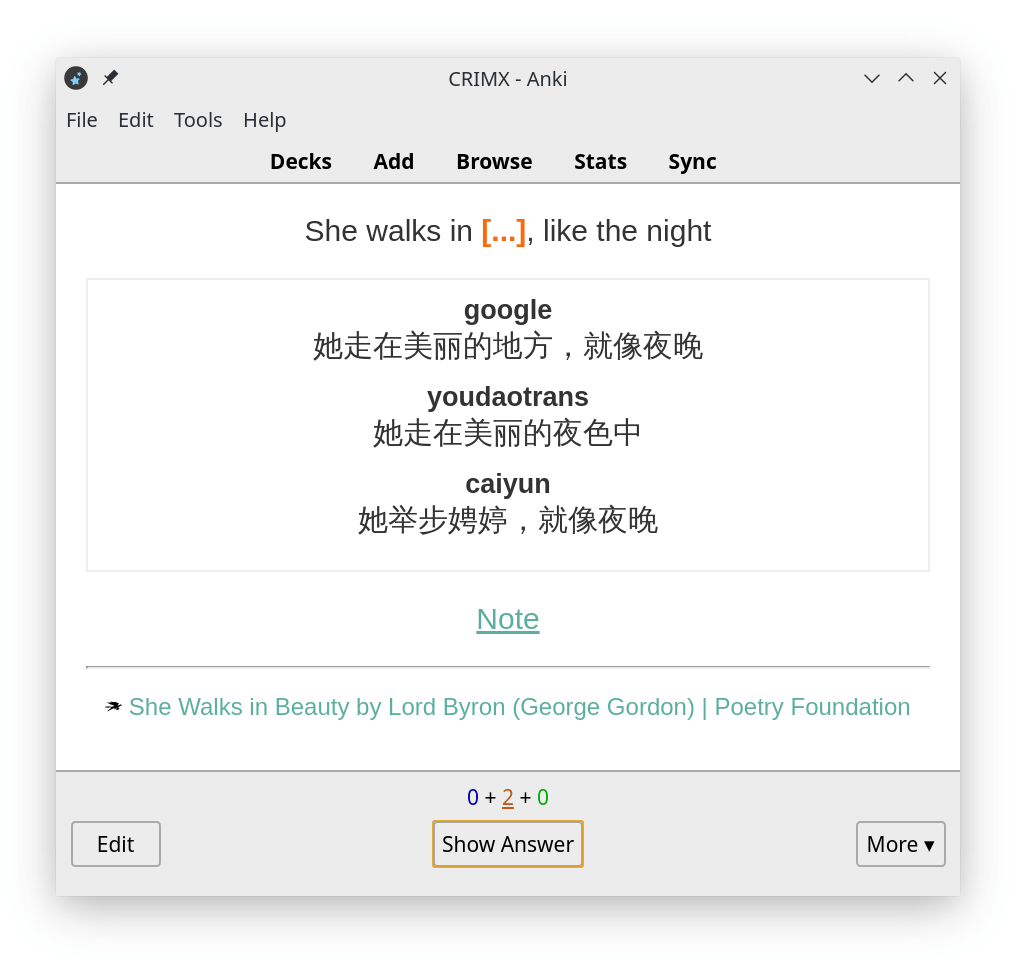 CRIMX - Anki
File Edit Tools Help
Decks Add Browse Stats Sync
She walks in [...], like the night
google
她走在美丽的地方，就像夜晚
youdaotrans
她走在美丽的夜色中
caiyun
她举步娉婷，就像夜晚
Note
She Walks in Beauty by Lord Byron (George Gordon) | Poetry Foundation
0 + 2 + 0
Edit Show Answer More ▾